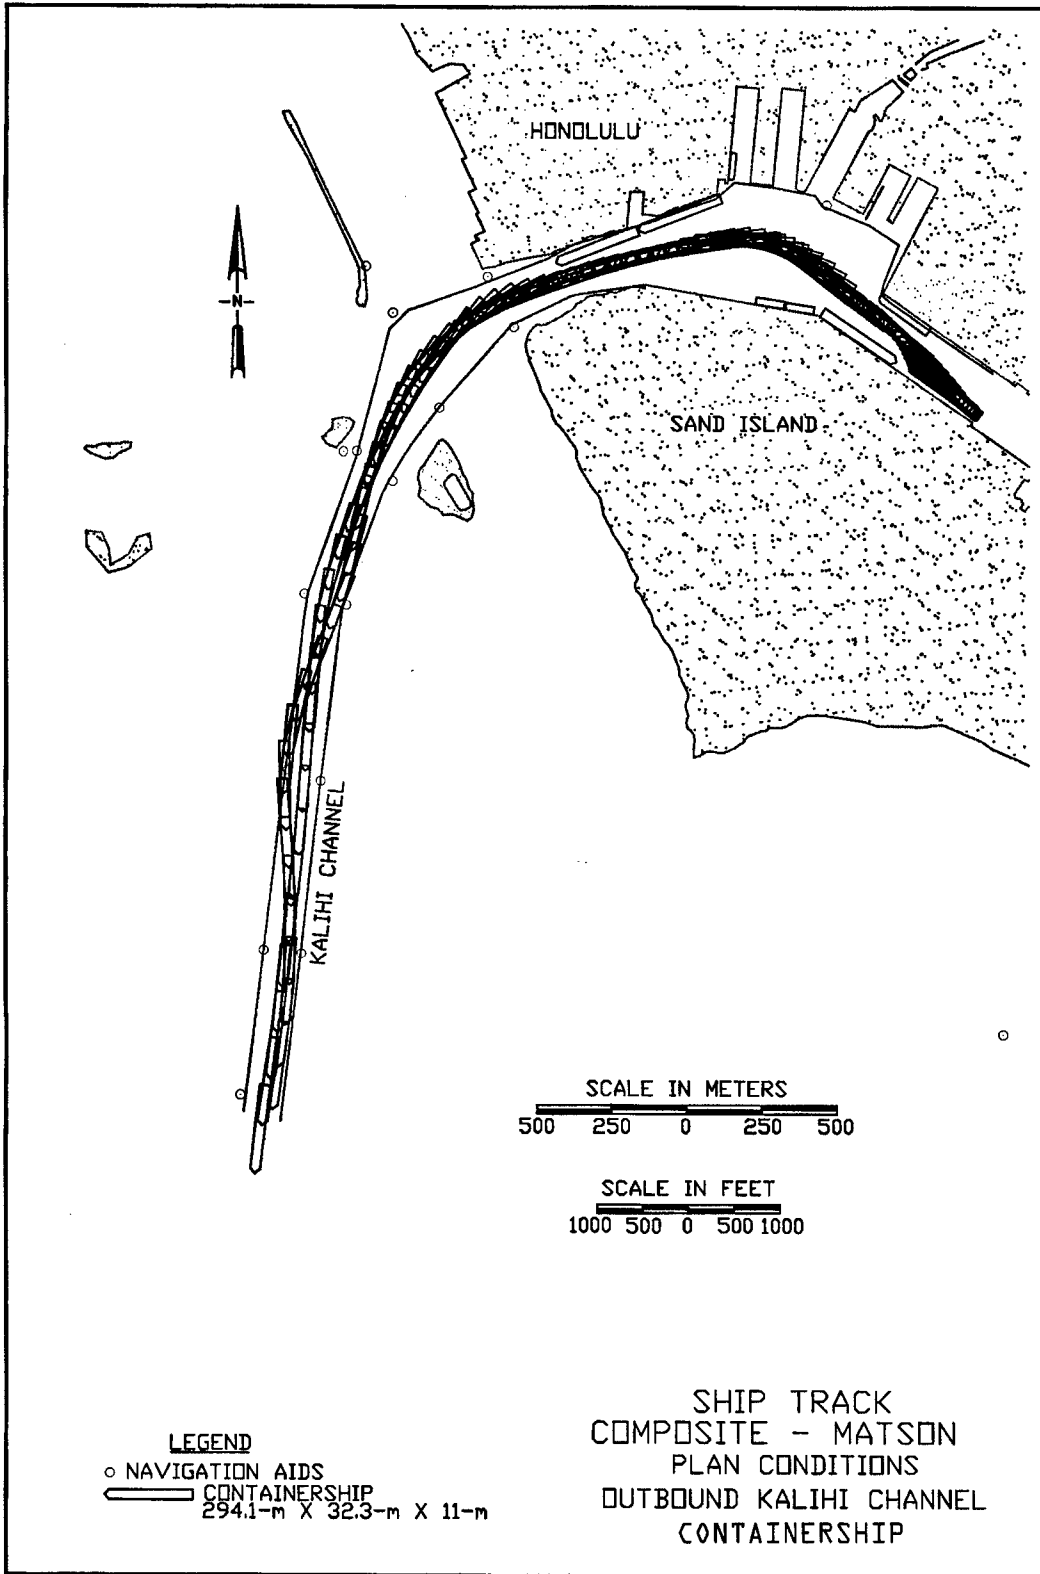 HONOLULU
N
SAND ISLAND
KALIHI CHANNEL
SCALE IN METERS
500 250 0 250 500
SCALE IN FEET
1000 500 0 500 1000
LEGEND
NAVIGATION AIDS
CONTAINERSHIP
294.1-m X 32.3-m X 11-m
SHIP TRACK
COMPOSITE - MATSON
PLAN CONDITIONS
OUTBOUND KALIHI CHANNEL
CONTAINERSHIP